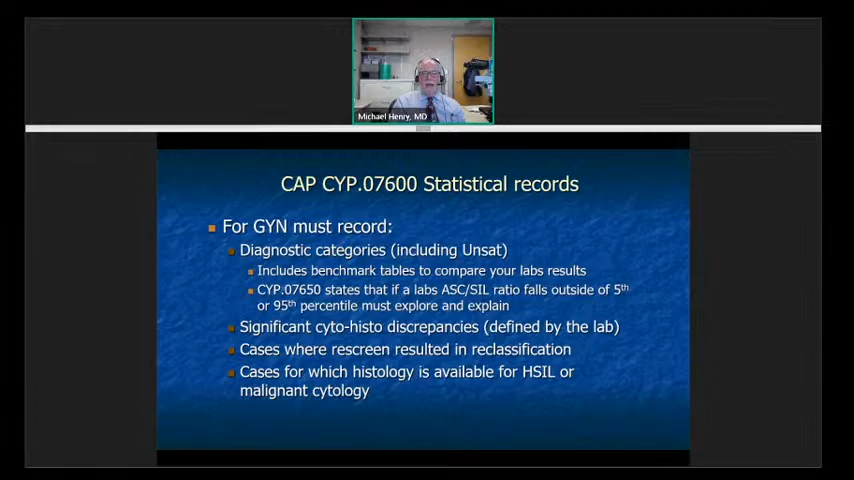 Michael Henry, MD
CAP CYP.07600 Statistical records
For GYN must record:
Diagnostic categories (including Unsat)
Includes benchmark tables to compare your labs results
CYP.07650 states that if a labs ASC/SIL ratio falls outside of 5th
or 95th percentile must explore and explain
Significant cyto-histo discrepancies (defined by the lab)
Cases where rescreen resulted in reclassification
Cases for which histology is available for HSIL or
malignant cytology